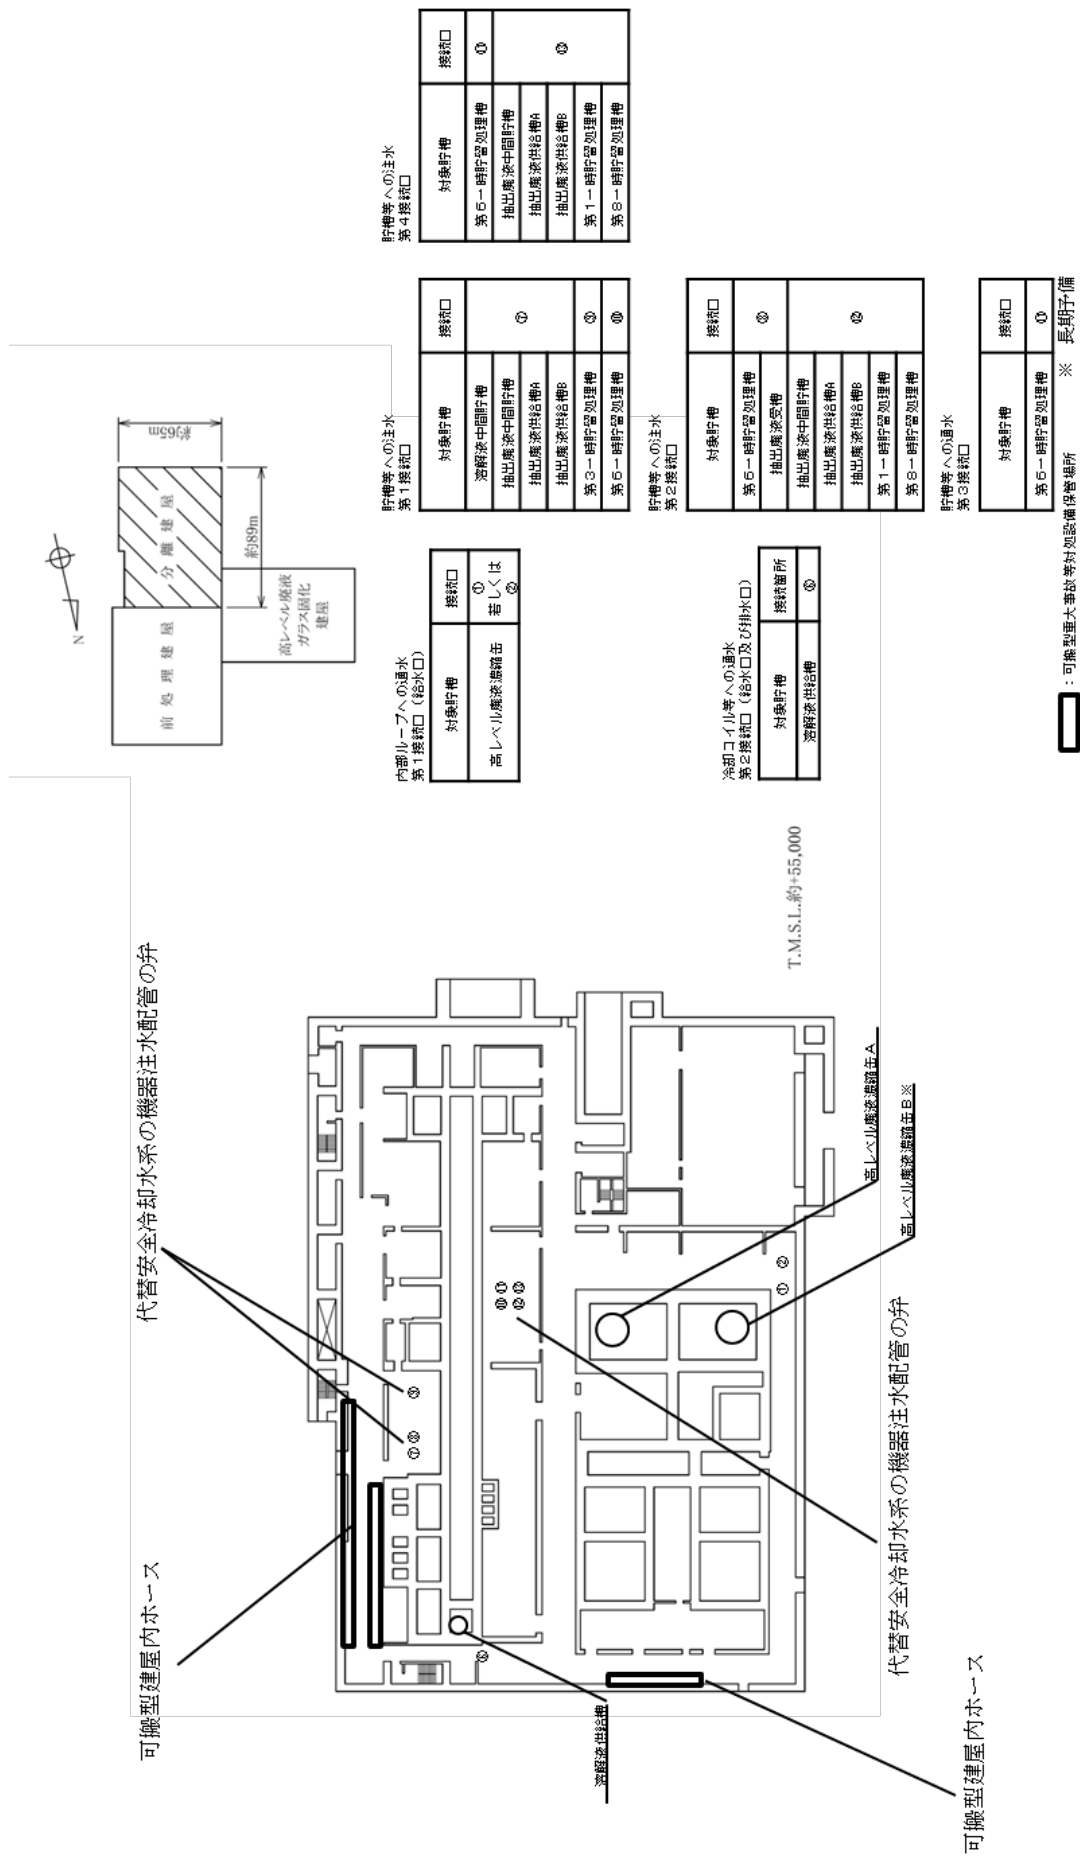 可搬型建屋内ホース
代替安全冷却水系の機器注水配管の弁
⑦⑧
⑨
⑩⑪
⑫⑬
⑥
①
②
溶解液供給槽
可搬型建屋内ホース
代替安全冷却水系の機器注水配管の弁
高レベル廃液濃縮缶A
高レベル廃液濃縮缶B※
T.M.S.L.約+55,000
N
前処理建屋
分離建屋
高レベル廃液
ガラス固化
建屋
約89m
約65m
内部ループへの通水
第1接続口（給水口）
対象貯槽 接続口
高レベル廃液濃縮缶 ①若しくは②
冷却コイル等への通水
第2接続口（給水口及び排水口）
対象貯槽 接続箇所
溶解液供給槽 ⑥
貯槽等への注水
第1接続口
対象貯槽 接続口
溶解液中間貯槽 ⑦
抽出廃液中間貯槽
抽出廃液供給槽A
抽出廃液供給槽B
第3一時貯留処理槽 ⑨
第6一時貯留処理槽 ⑩
貯槽等への注水
第2接続口
対象貯槽 接続口
第6一時貯留処理槽 ⑧
抽出廃液受槽
抽出廃液中間貯槽 ⑫
抽出廃液供給槽A
抽出廃液供給槽B
第1一時貯留処理槽
第8一時貯留処理槽
貯槽等への通水
第3接続口
対象貯槽 接続口
第6一時貯留処理槽 ⑪
貯槽等への注水
第4接続口
対象貯槽 接続口
第6一時貯留処理槽 ⑪
抽出廃液中間貯槽 ⑬
抽出廃液供給槽A
抽出廃液供給槽B
第1一時貯留処理槽
第8一時貯留処理槽
：可搬型重大事故等対処設備保管場所
※ 長期予備